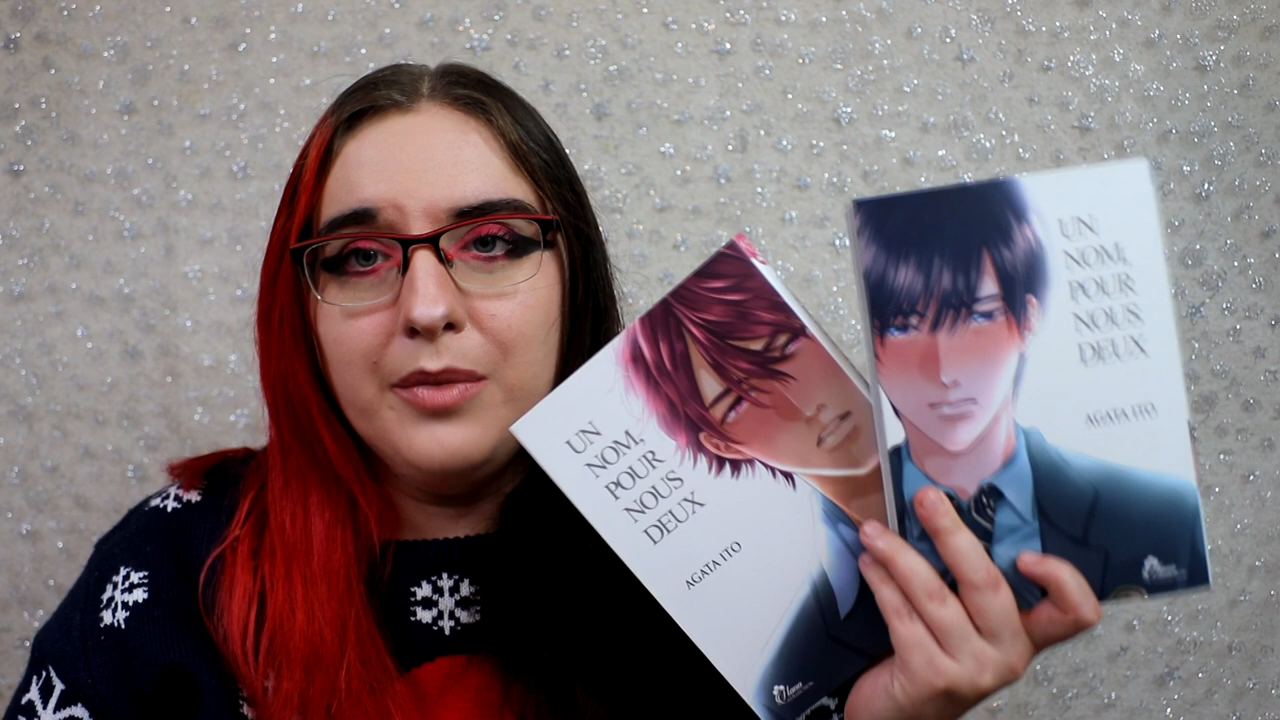 UN
NOM,
POUR
NOUS
DEUX
AGATA ITO
UN
NOM,
POUR
NOUS
DEUX
AGATA ITO